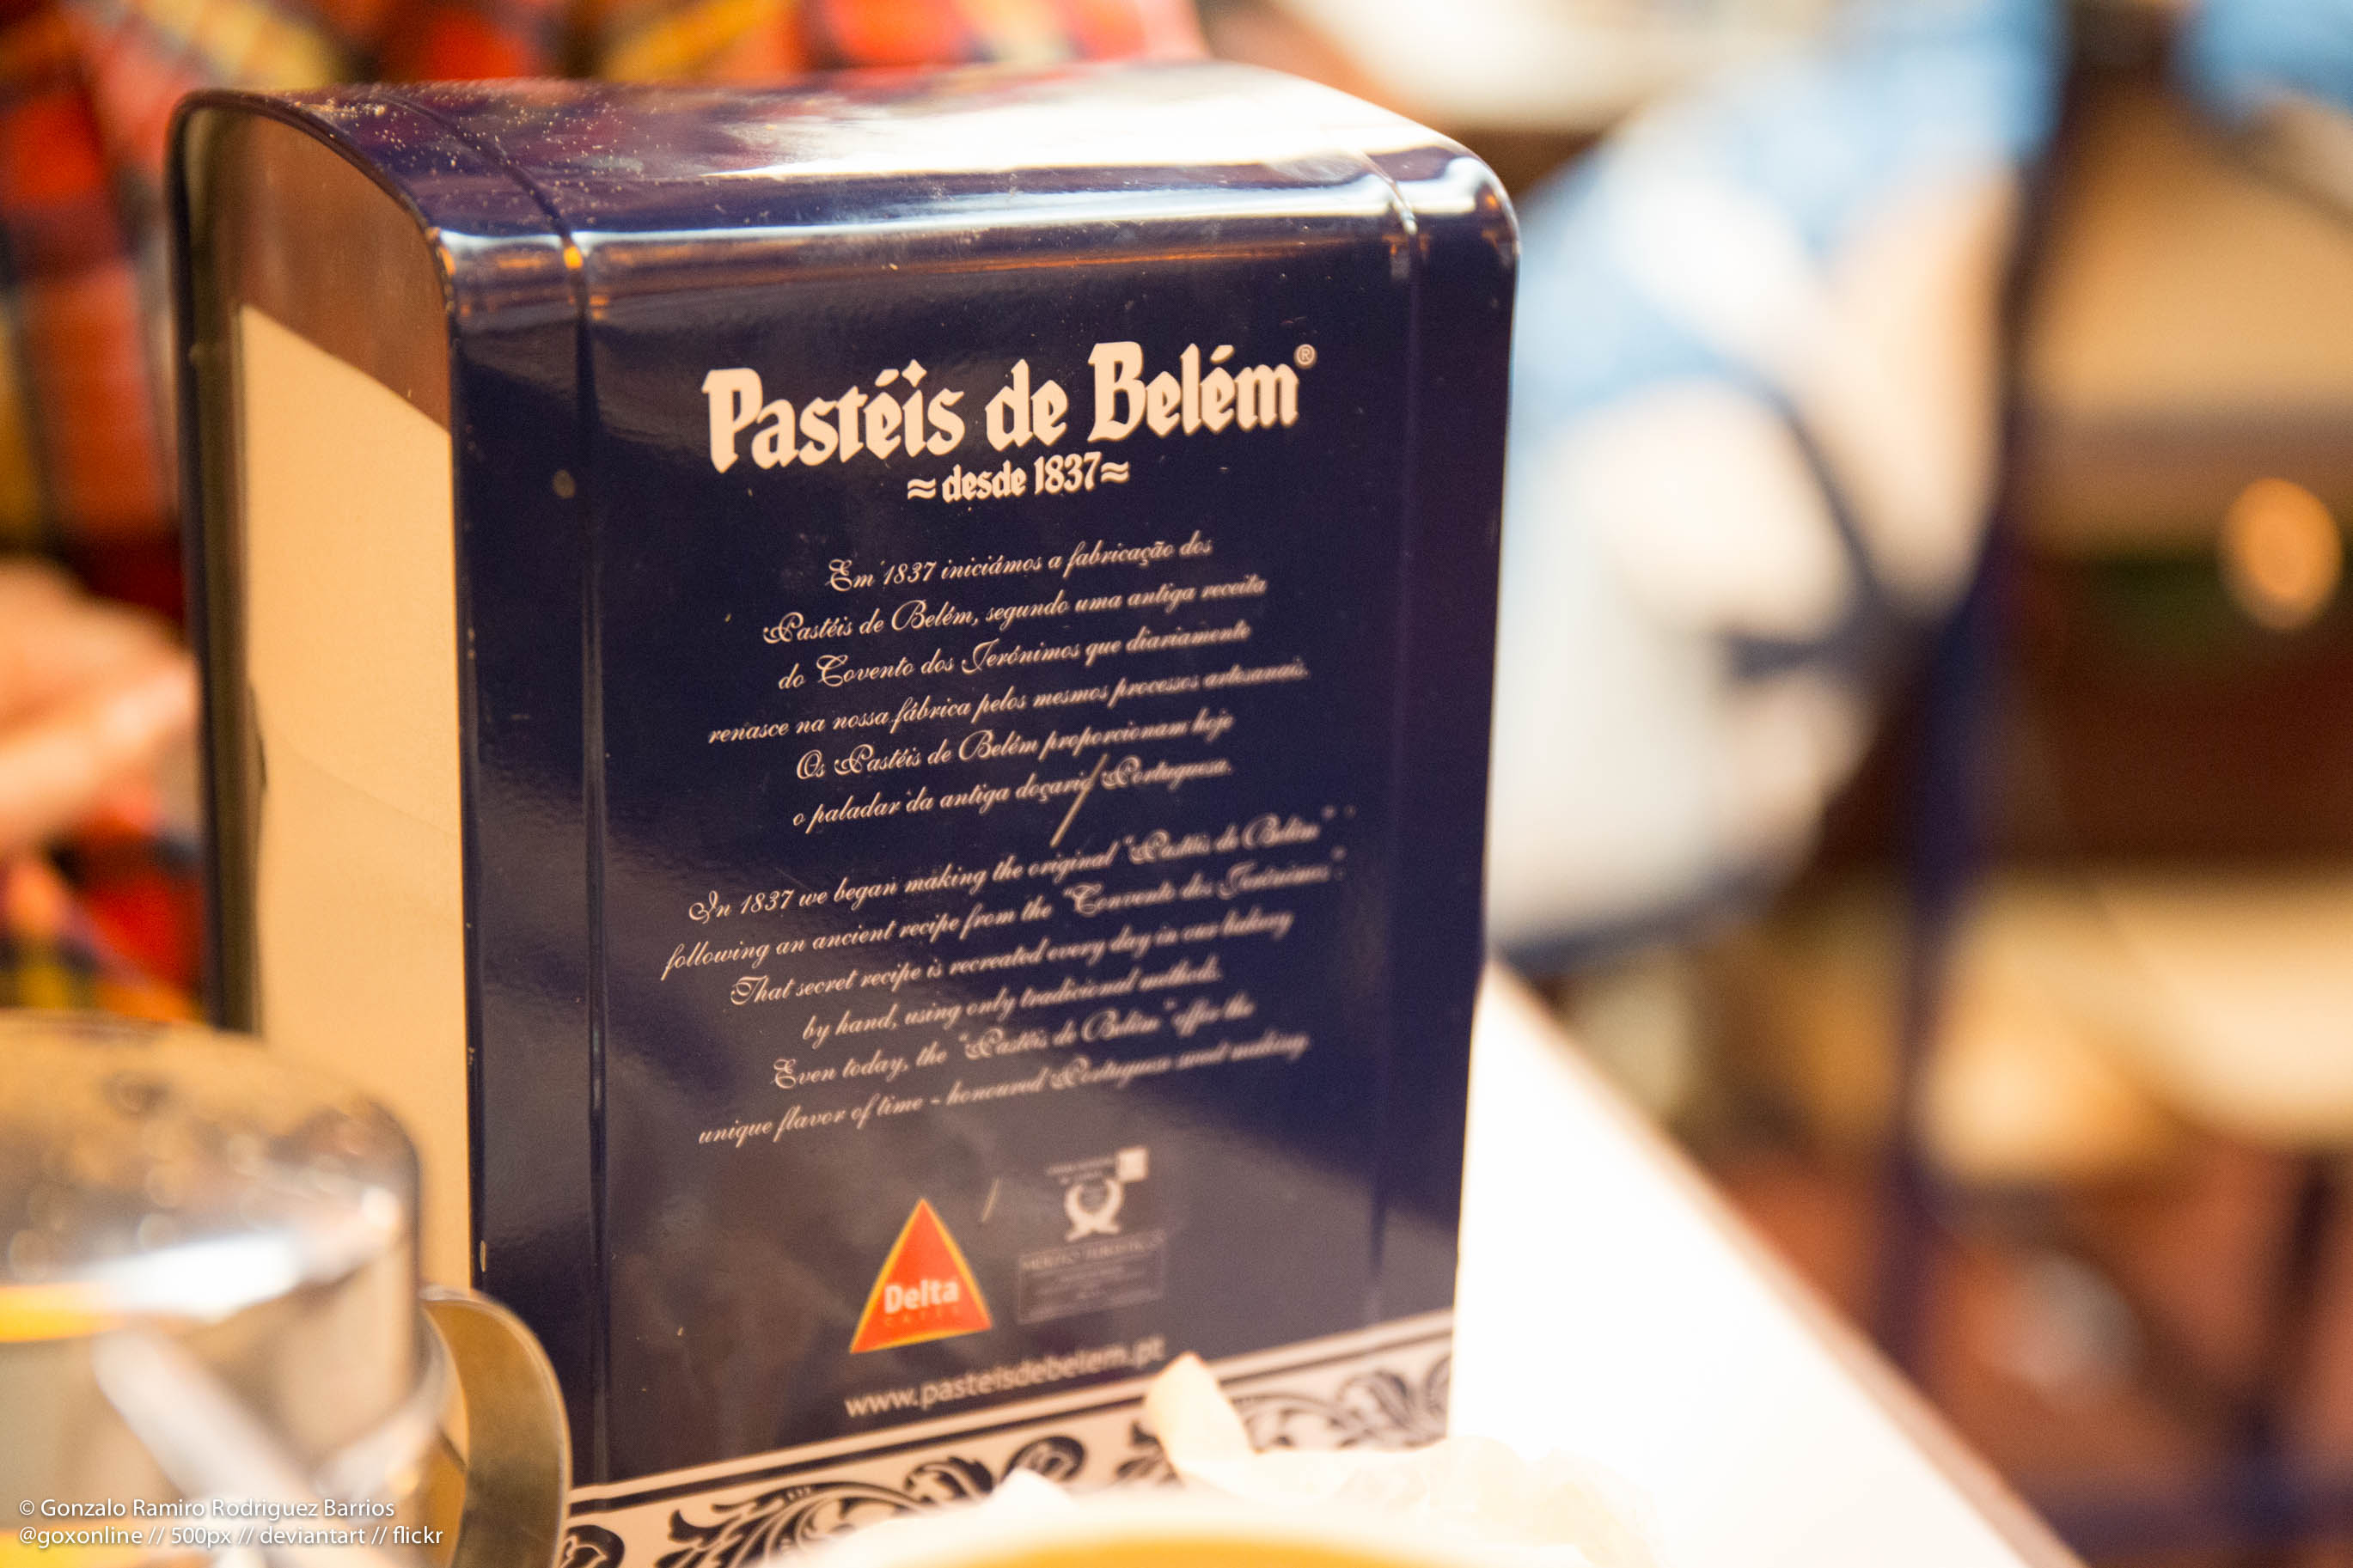 Pastéis de Belém®
≈desde 1837≈
Em 1837 iniciámos a fabricação dos
Pastéis de Belém, segundo uma antiga receita
do Covento dos Jerónimos que diariamente
renasce na nossa fábrica pelos mesmos processos artesanais.
Os Pastéis de Belém proporcionam hoje
o paladar da antiga doçaria Portuguesa.
In 1837 we began making the original "Pastéis de Belém"
following an ancient recipe from the "Convento dos Jerónimos".
That secret recipe is recreated every day in our bakery
by hand, using only tradicional methods.
Even today, the "Pastéis de Belém" offer the
unique flavor of time - honoured Portuguese sweet making.
Delta
CAFÉS
MÉRITO TURÍSTICO
www.pasteisdebelem.pt
© Gonzalo Ramiro Rodriguez Barrios
@goxonline // 500px // deviantart // flickr